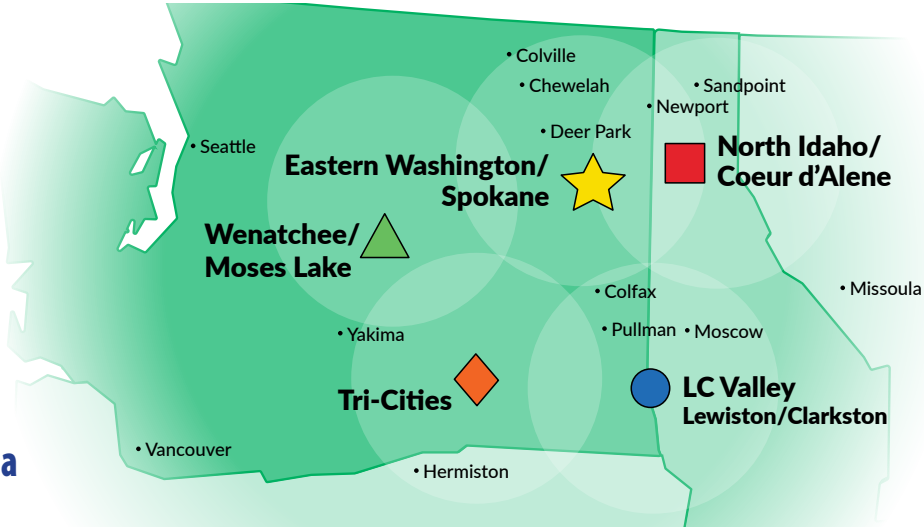 • Colville
• Chewelah
• Sandpoint
• Newport
• Deer Park
• Seattle
North Idaho/
Coeur d'Alene
Eastern Washington/
Spokane
Wenatchee/
Moses Lake
• Colfax
• Missoula
• Pullman
• Moscow
• Yakima
Tri-Cities
LC Valley
Lewiston/Clarkston
• Vancouver
a
• Hermiston